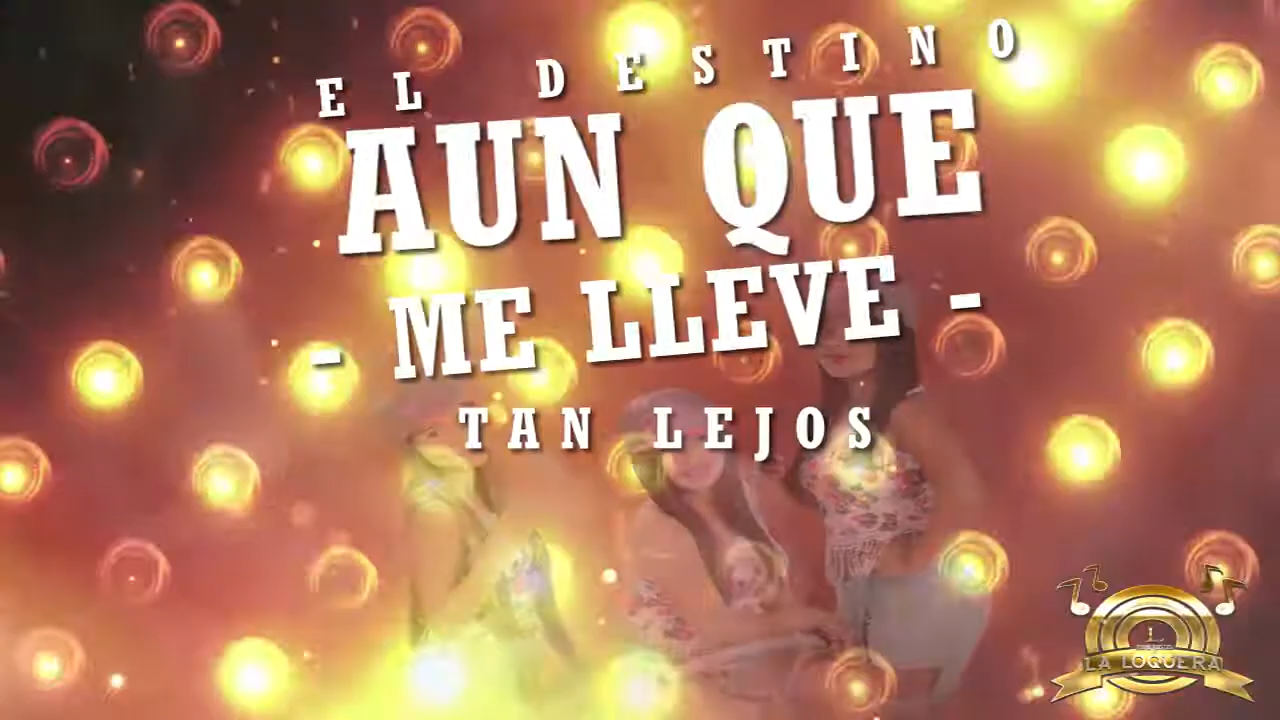 EL DESTINO
AUN QUE
- ME LLEVE -
TAN LEJOS
L
LA LOQUERA